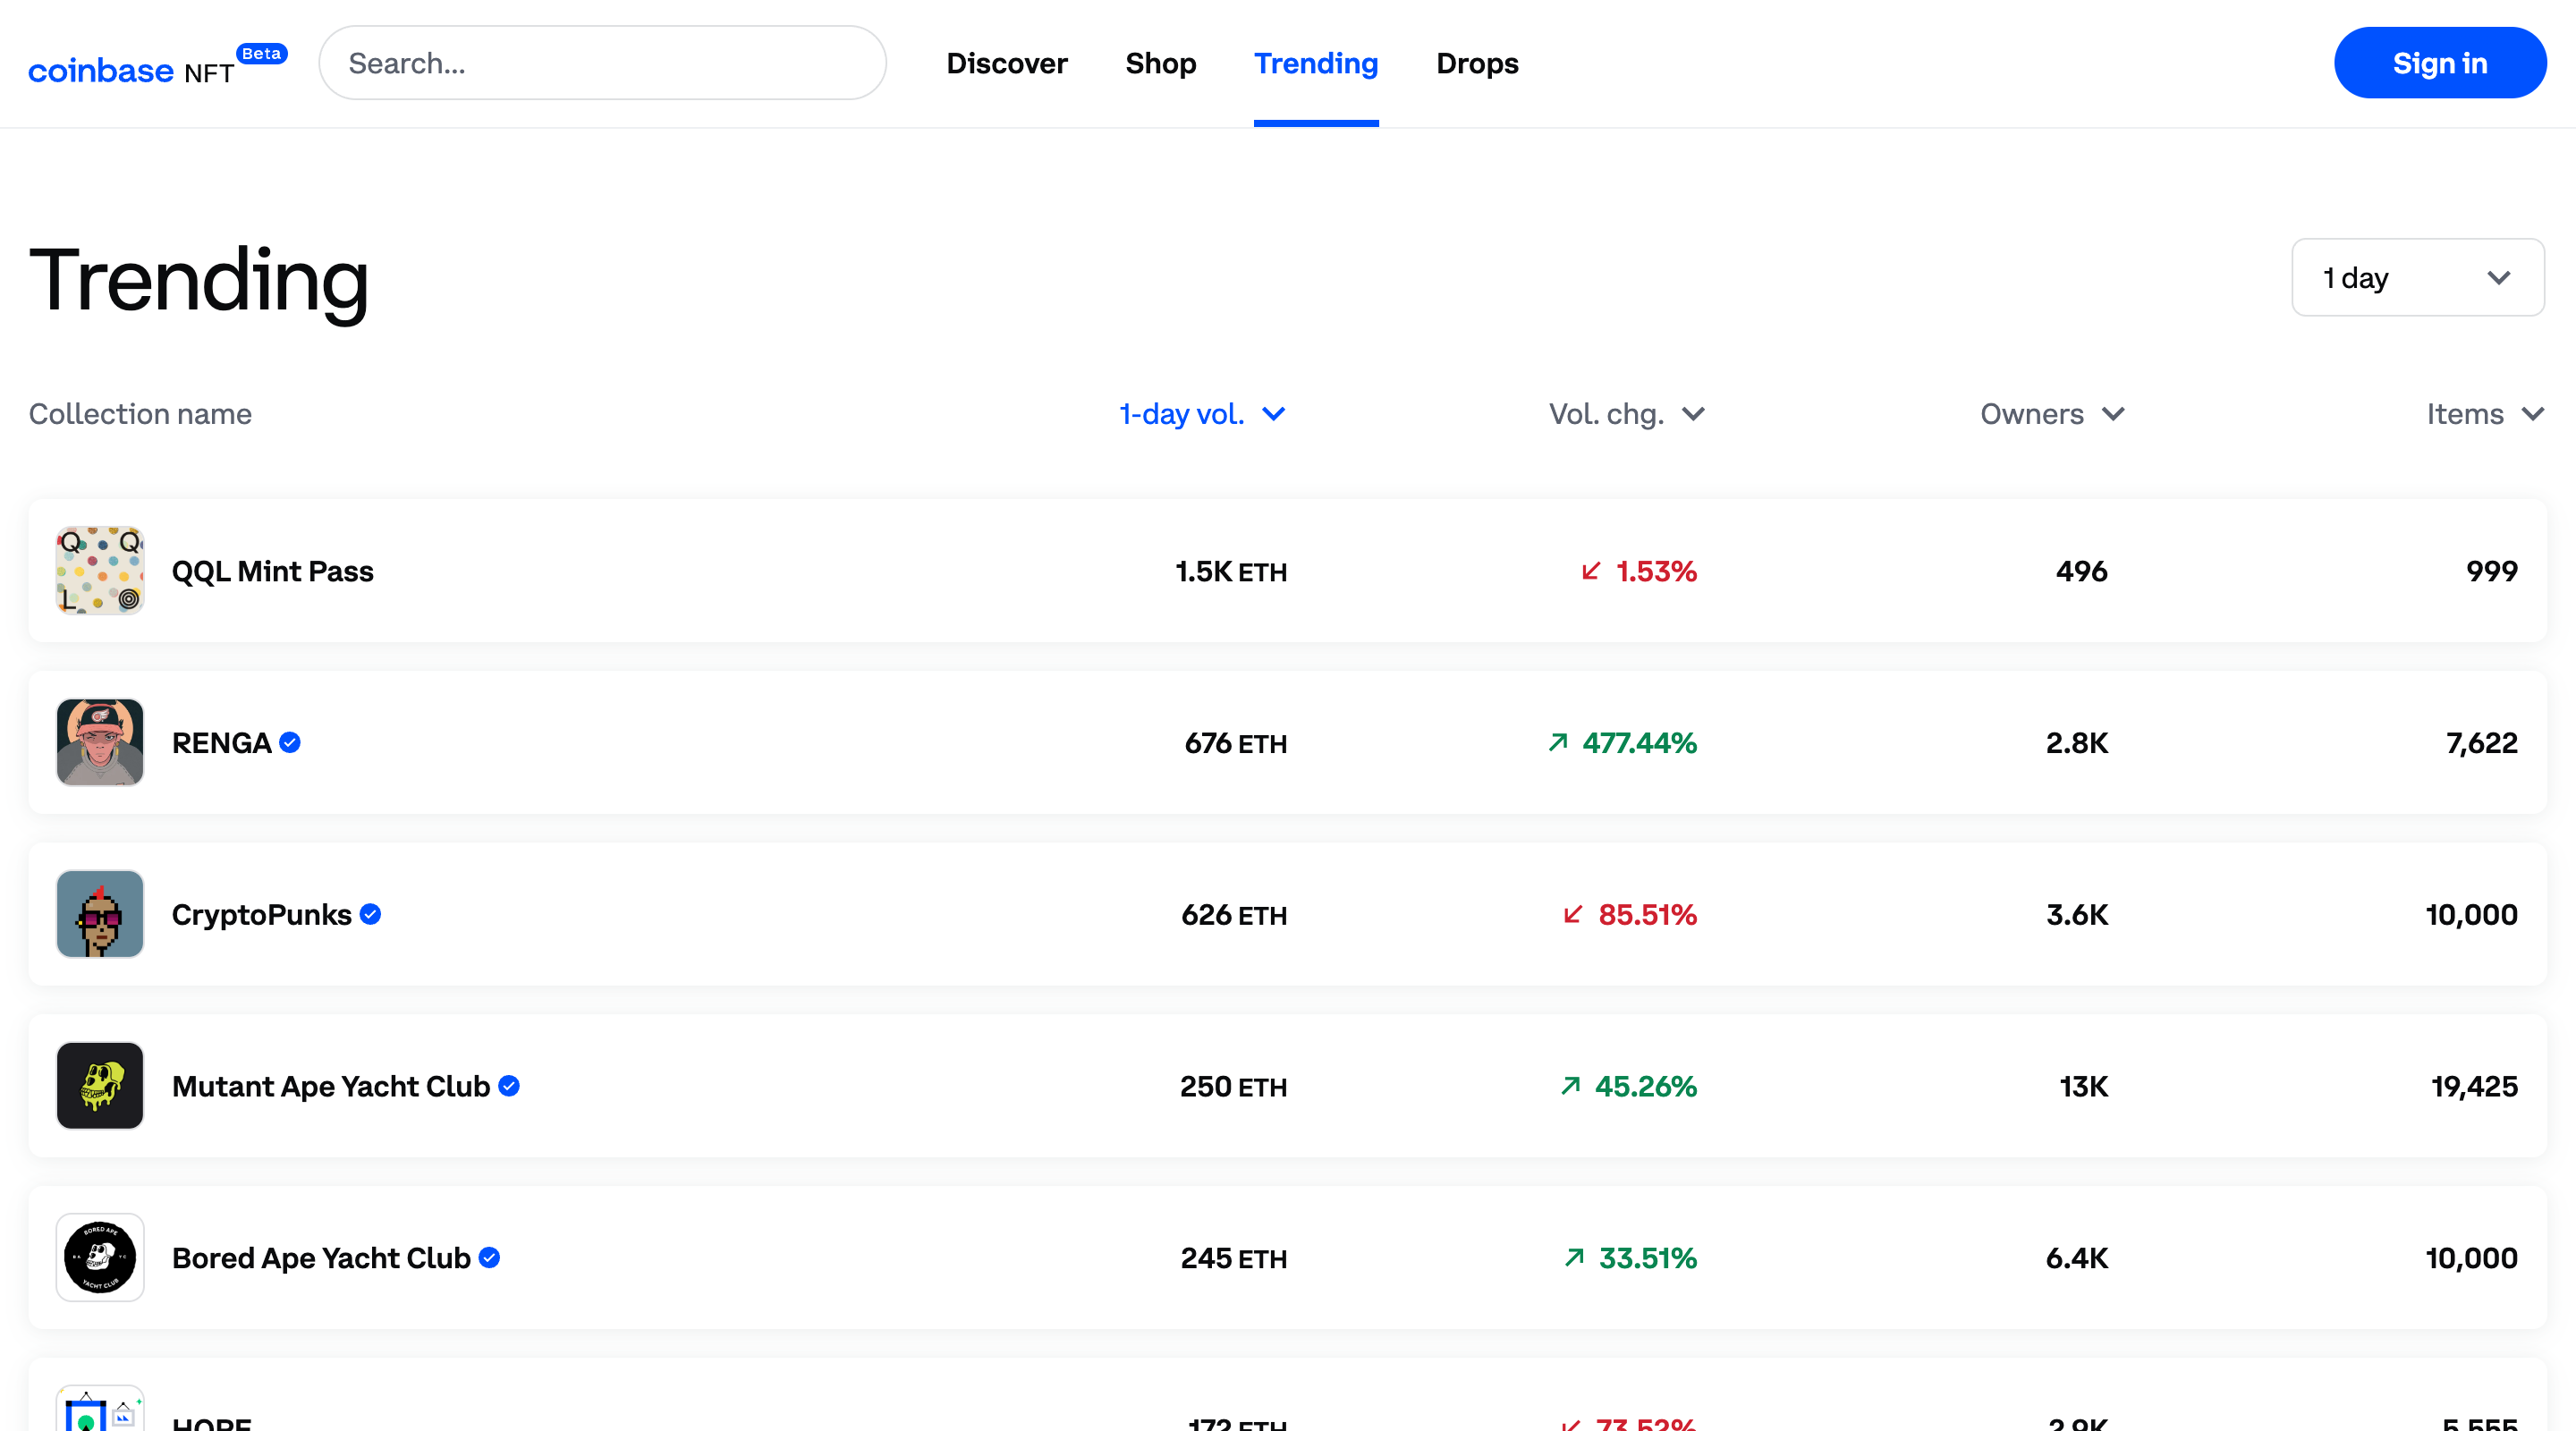 coinbase NFT Beta
Search...
Discover Shop Trending Drops
Sign in
Trending
1 day
Collection name 1-day vol. Vol. chg. Owners Items
Q Q
L
QQL Mint Pass 1.5K ETH 1.53% 496 999
RENGA 676 ETH 477.44% 2.8K 7,622
CryptoPunks 626 ETH 85.51% 3.6K 10,000
Mutant Ape Yacht Club 250 ETH 45.26% 13K 19,425
BORED APE
YACHT CLUB
Bored Ape Yacht Club 245 ETH 33.51% 6.4K 10,000
172 ETH 73.52% 2.9K 5,555